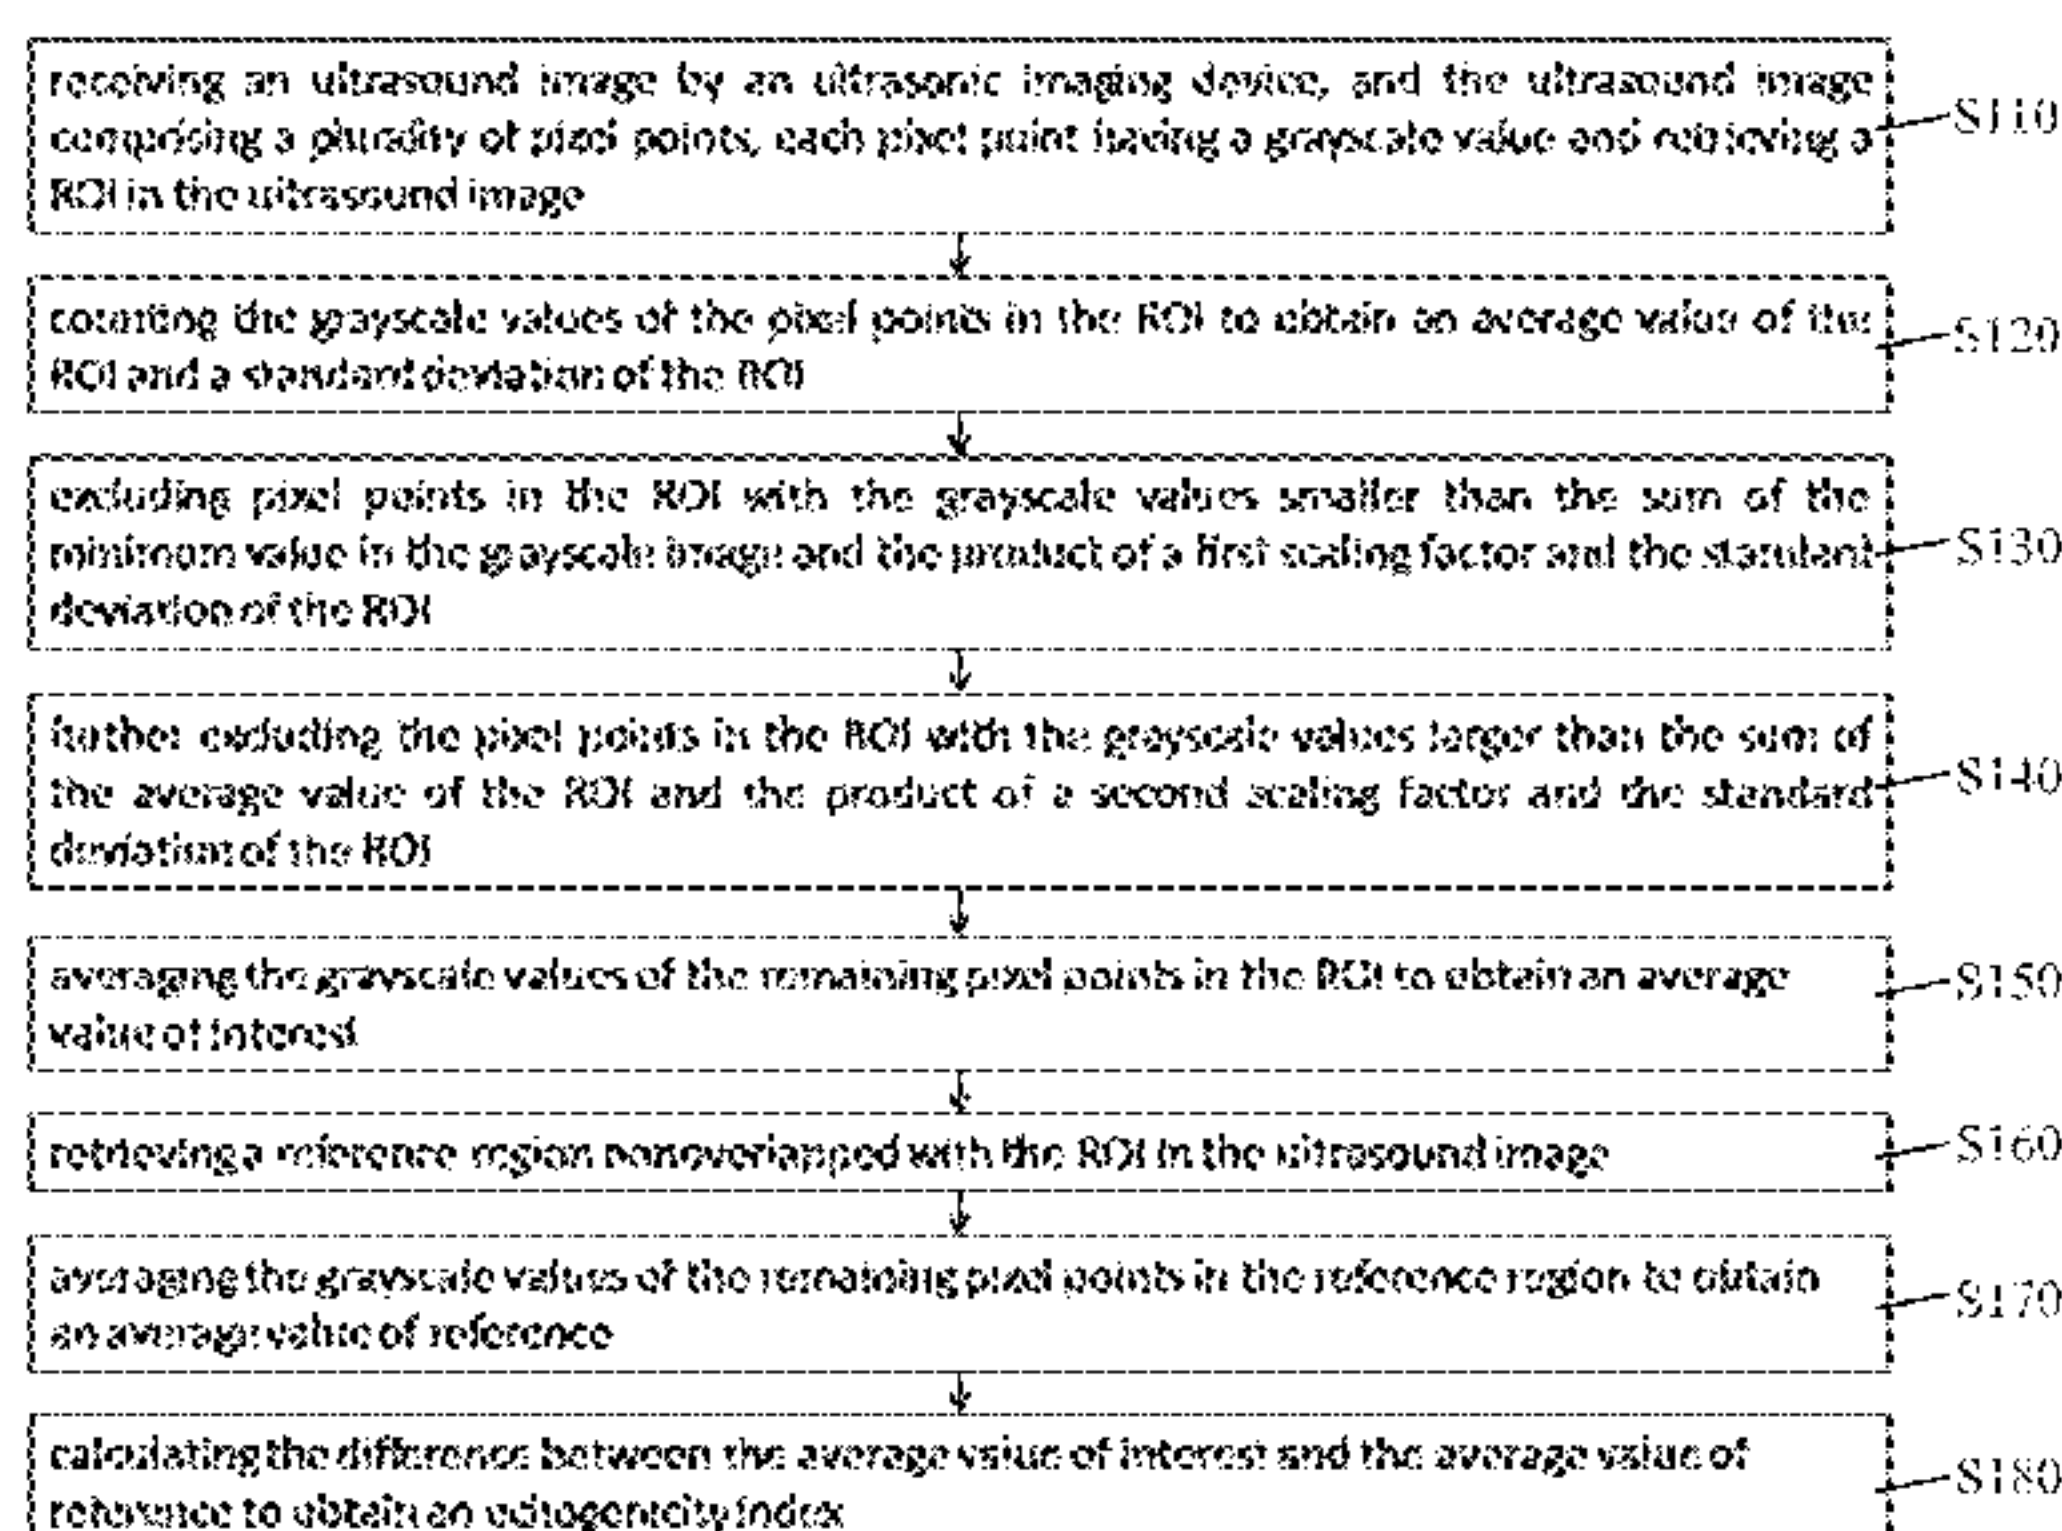 receiving an ultrasound image by an ultrasonic imaging device, and the ultrasound image
comprising a plurality of pixel points, each pixel point having a grayscale value and retrieving a
ROI in the ultrasound image
S110
counting the grayscale values of the pixel points in the ROI to obtain an average value of the
ROI and a standard deviation of the ROI
S120
excluding pixel points in the ROI with the grayscale values smaller than the sum of the
minimum value in the grayscale image and the product of a first scaling factor and the standard
deviation of the ROI
S130
further excluding the pixel points in the ROI with the grayscale values larger than the sum of
the average value of the ROI and the product of a second scaling factor and the standard
deviation of the ROI
S140
averaging the grayscale values of the remaining pixel points in the ROI to obtain an average
value of interest
S150
retrieving a reference region nonoverlapped with the ROI in the ultrasound image
S160
averaging the grayscale values of the remaining pixel points in the reference region to obtain
an average value of reference
S170
calculating the difference between the average value of interest and the average value of
reference to obtain an echogenicity index
S180